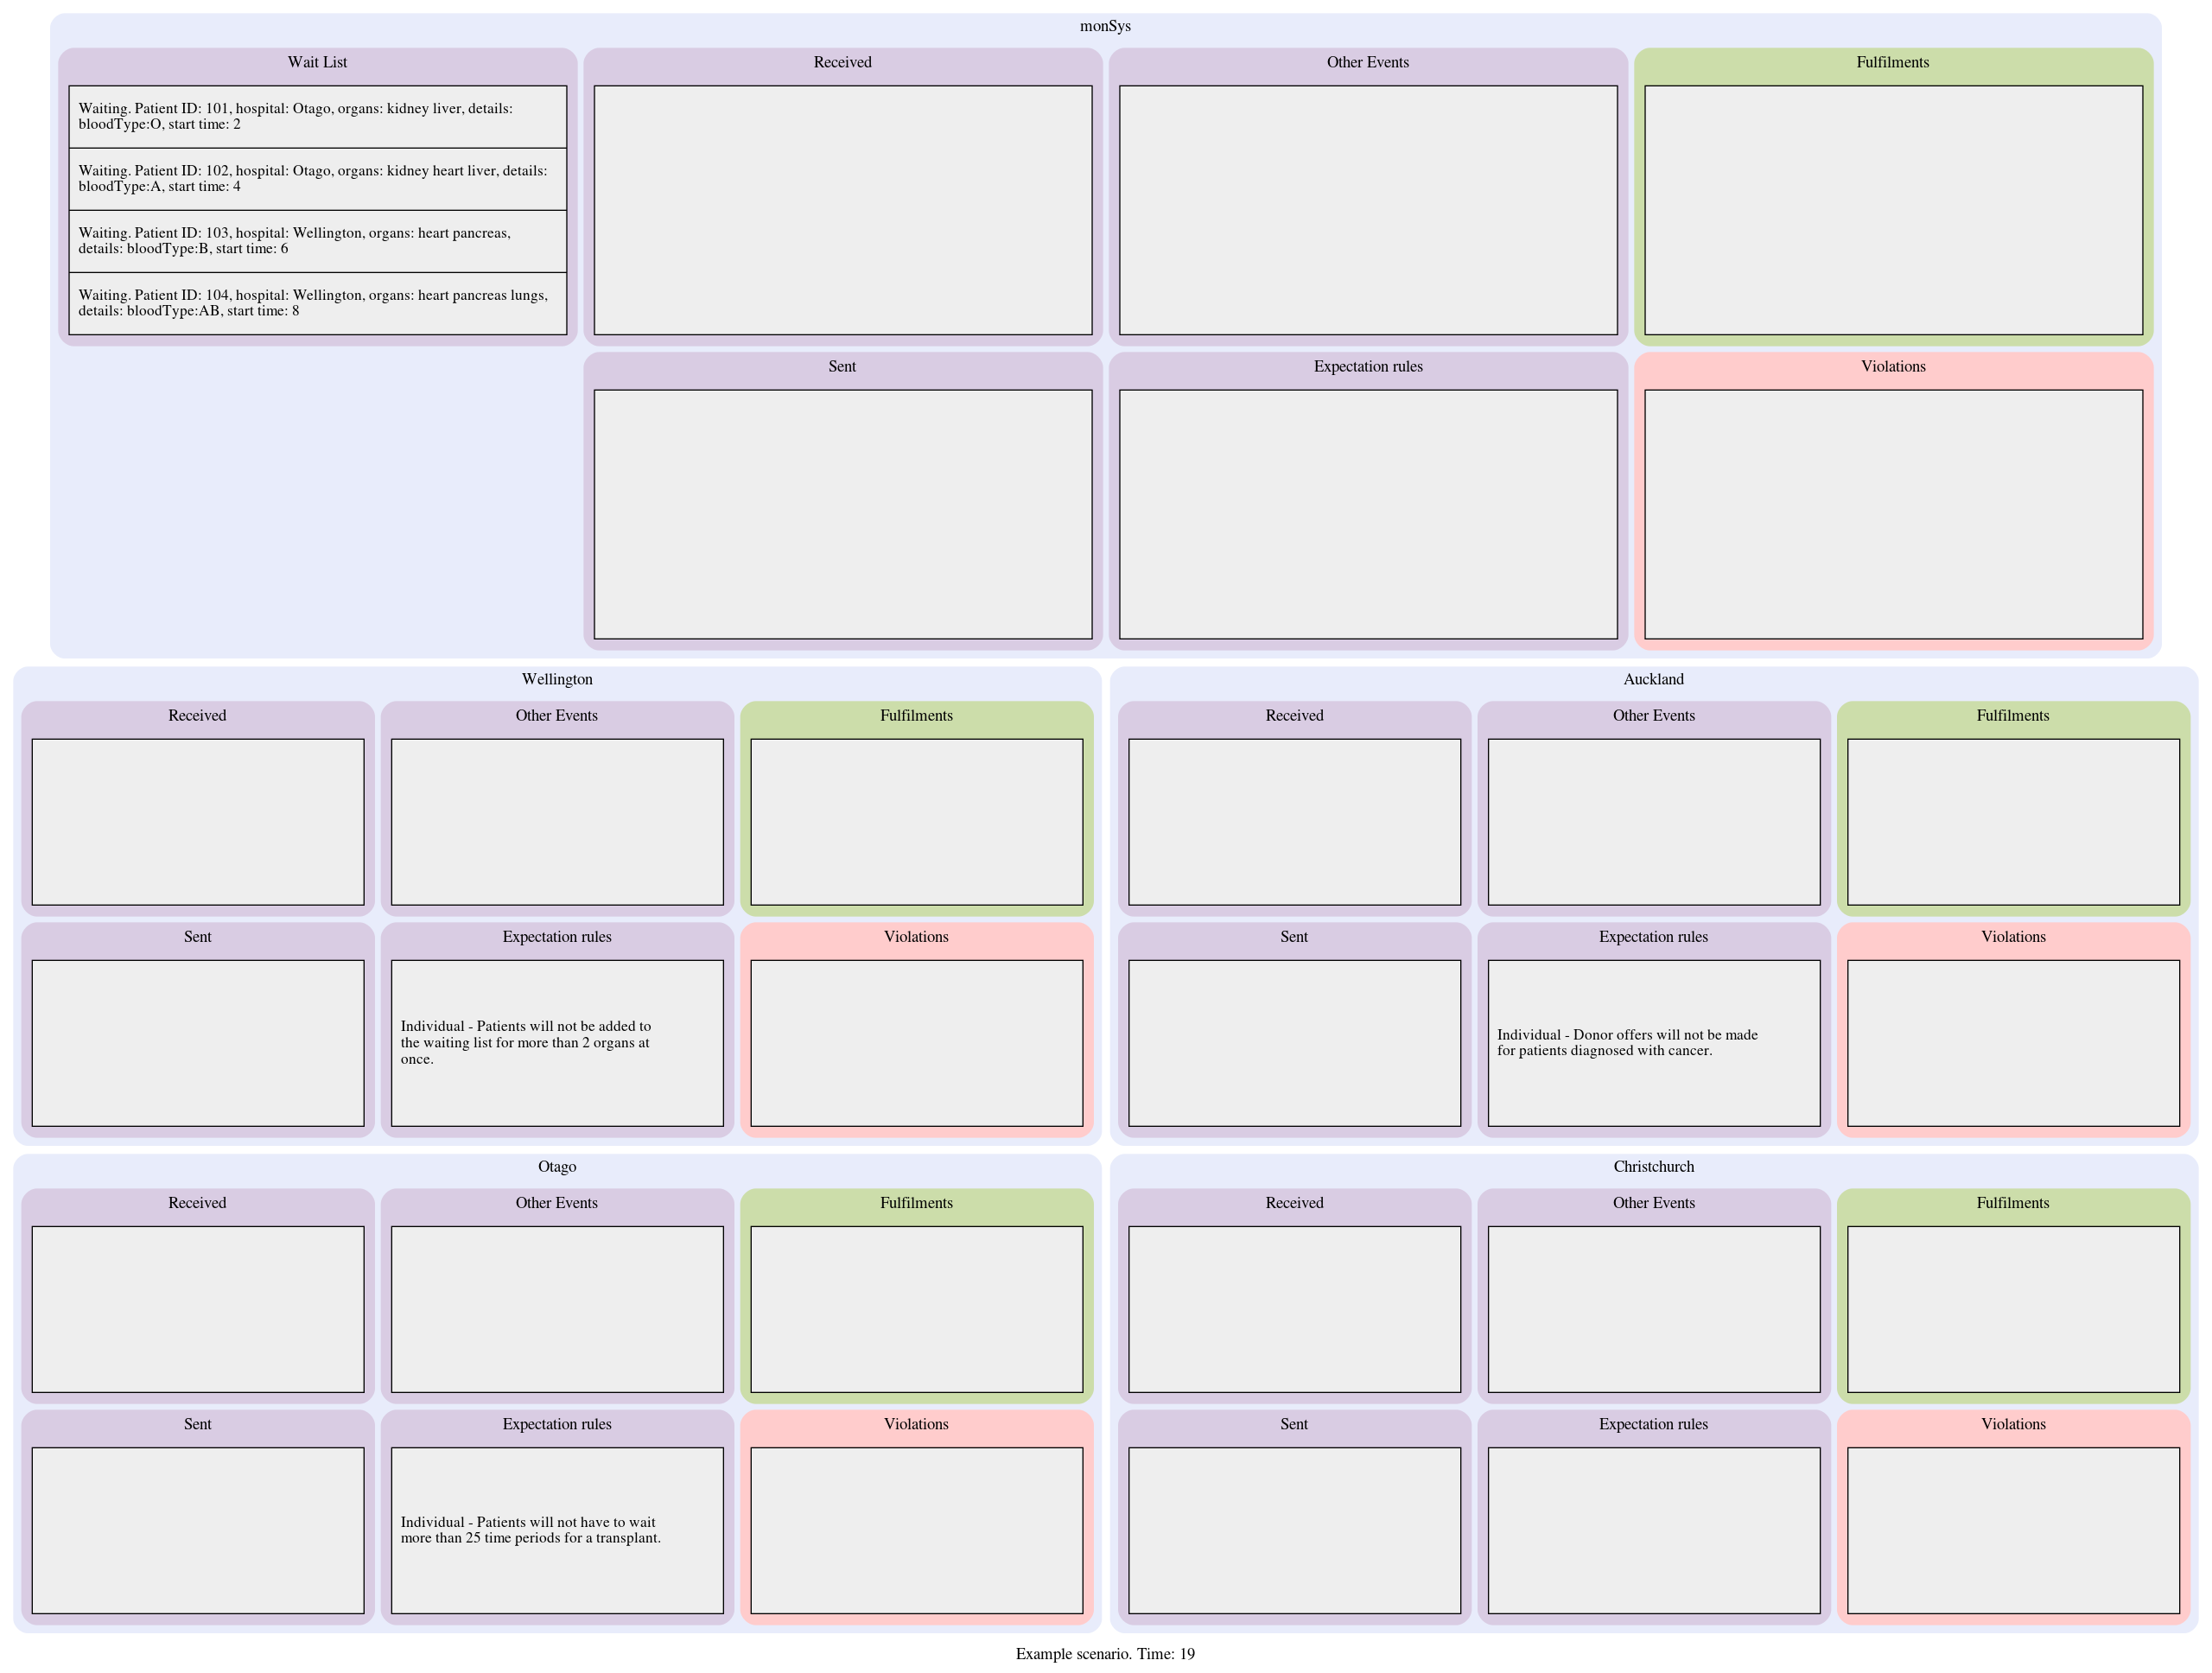 monSys
Wait List
Waiting. Patient ID: 101, hospital: Otago, organs: kidney liver, details:
bloodType:O, start time: 2
Waiting. Patient ID: 102, hospital: Otago, organs: kidney heart liver, details:
bloodType:A, start time: 4
Waiting. Patient ID: 103, hospital: Wellington, organs: heart pancreas,
details: bloodType:B, start time: 6
Waiting. Patient ID: 104, hospital: Wellington, organs: heart pancreas lungs,
details: bloodType:AB, start time: 8
Received
Other Events
Fulfilments
Sent
Expectation rules
Violations
Wellington
Received
Other Events
Fulfilments
Sent
Expectation rules
Individual - Patients will not be added to
the waiting list for more than 2 organs at
once.
Violations
Auckland
Received
Other Events
Fulfilments
Sent
Expectation rules
Individual - Donor offers will not be made
for patients diagnosed with cancer.
Violations
Otago
Received
Other Events
Fulfilments
Sent
Expectation rules
Individual - Patients will not have to wait
more than 25 time periods for a transplant.
Violations
Christchurch
Received
Other Events
Fulfilments
Sent
Expectation rules
Violations
Example scenario. Time: 19